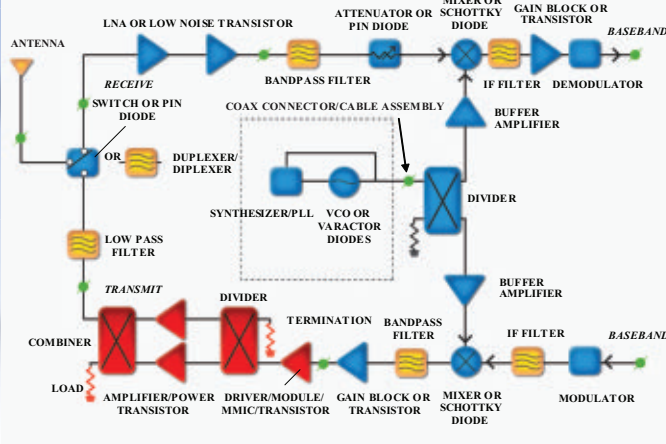 MIXER OR
SCHOTTKY
DIODE
ATTENUATOR OR
PIN DIODE
GAIN BLOCK OR
TRANSISTOR
LNA OR LOW NOISE TRANSISTOR
BASEBAND
ANTENNA
RECEIVE
BANDPASS FILTER
IF FILTER
DEMODULATOR
SWITCH OR PIN
DIODE
COAX CONNECTOR/CABLE ASSEMBLY
BUFFER
AMPLIFIER
OR
DUPLEXER/
DIPLEXER
DIVIDER
SYNTHESIZER/PLL
VCO OR
VARACTOR
DIODES
LOW PASS
FILTER
TRANSMIT
DIVIDER
BUFFER
AMPLIFIER
TERMINATION
BANDPASS
FILTER
IF FILTER
BASEBAND
COMBINER
LOAD
AMPLIFIER/POWER
TRANSISTOR
DRIVER/MODULE/
MMIC/TRANSISTOR
GAIN BLOCK OR
TRANSISTOR
MIXER OR
SCHOTTKY
DIODE
MODULATOR